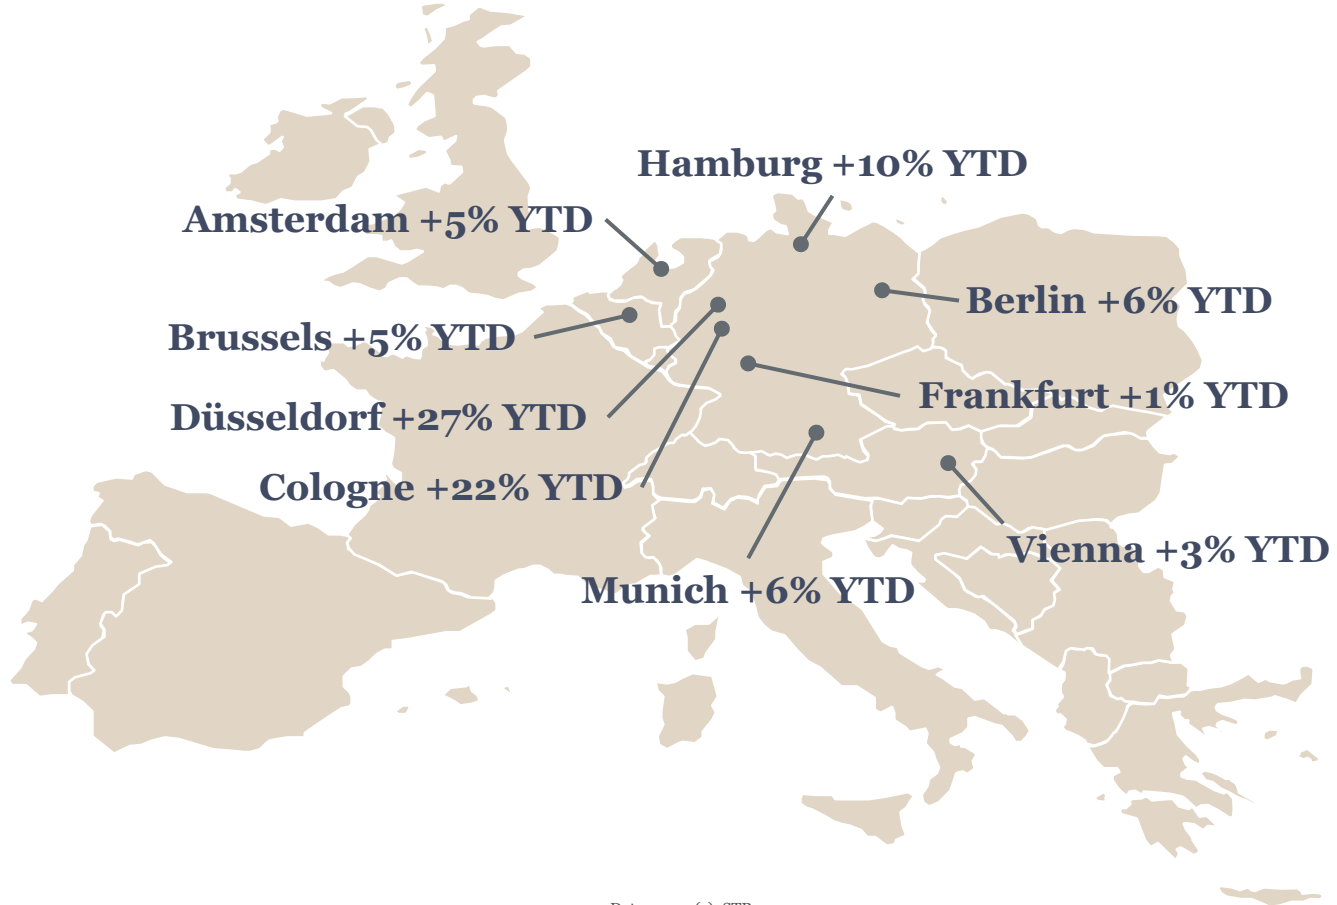 Hamburg +10% YTD
Amsterdam +5% YTD
Berlin +6% YTD
Brussels +5% YTD
Frankfurt +1% YTD
Düsseldorf +27% YTD
Cologne +22% YTD
Vienna +3% YTD
Munich +6% YTD